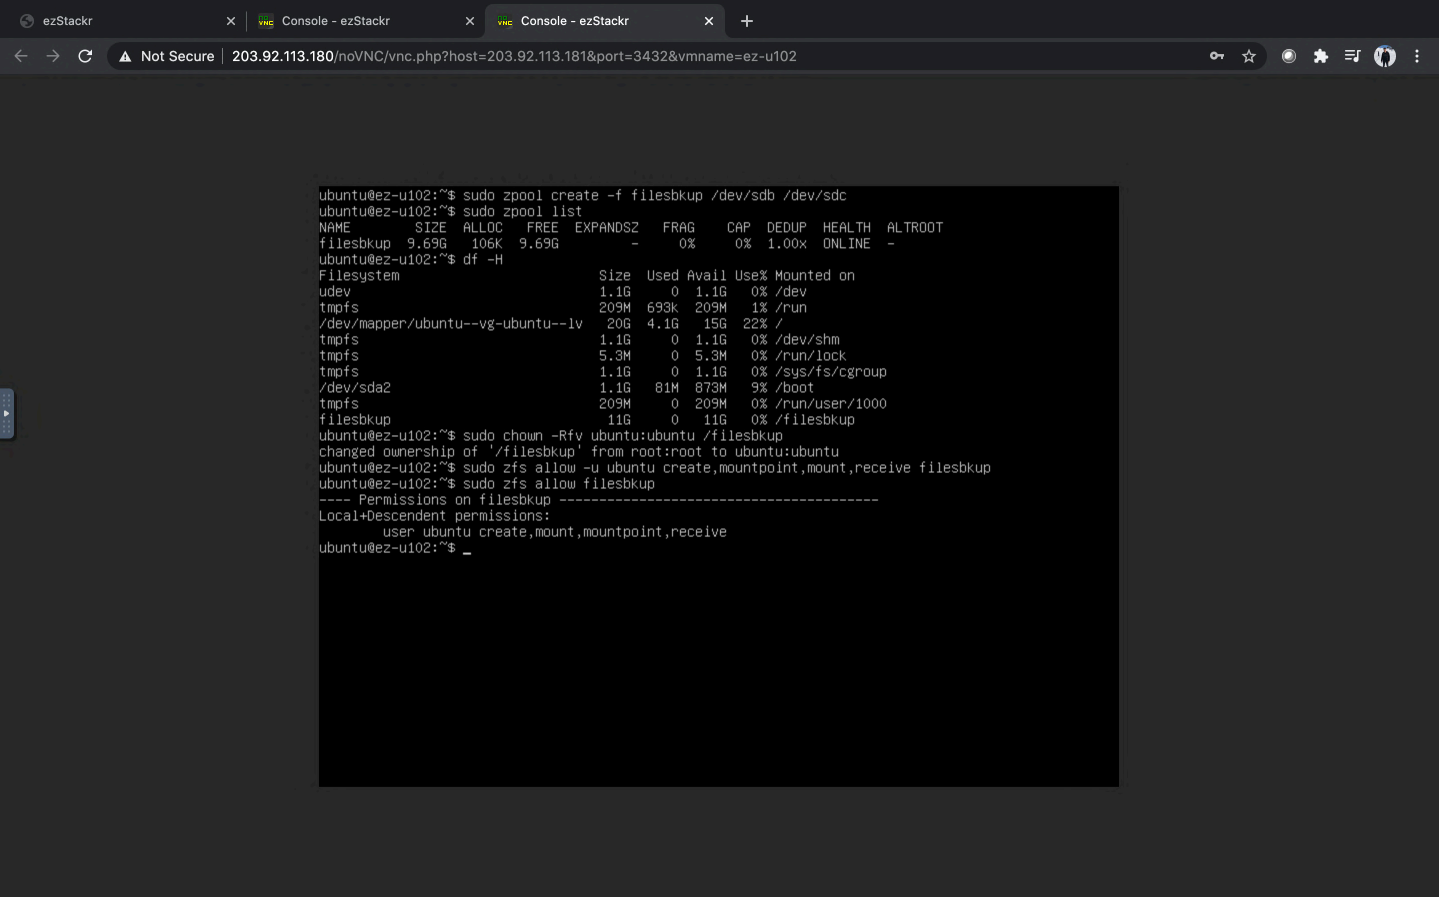 ezStackr
Console - ezStackr
Console - ezStackr
Not Secure 203.92.113.180/noVNC/vnc.php?host=203.92.113.181&port=3432&vmname=ez-u102
ubuntu@ez-u102:~$ sudo zpool create -f filesbkup /dev/sdb /dev/sdc
ubuntu@ez-u102:~$ sudo zpool list
NAME SIZE ALLOC FREE EXPANDSZ FRAG CAP DEDUP HEALTH ALTROOT
filesbkup 9.69G 106K 9.69G - 0% 0% 1.00x ONLINE -
ubuntu@ez-u102:~$ df -H
Filesystem Size Used Avail Use% Mounted on
udev 1.1G 0 1.1G 0% /dev
tmpfs 209M 693k 209M 1% /run
/dev/mapper/ubuntu--vg-ubuntu--lv 20G 4.1G 15G 22% /
tmpfs 1.1G 0 1.1G 0% /dev/shm
tmpfs 5.3M 0 5.3M 0% /run/lock
tmpfs 1.1G 0 1.1G 0% /sys/fs/cgroup
/dev/sda2 1.1G 81M 873M 9% /boot
tmpfs 209M 0 209M 0% /run/user/1000
filesbkup 11G 0 11G 0% /filesbkup
ubuntu@ez-u102:~$ sudo chown -Rfv ubuntu:ubuntu /filesbkup
changed ownership of '/filesbkup' from root:root to ubuntu:ubuntu
ubuntu@ez-u102:~$ sudo zfs allow -u ubuntu create,mountpoint,mount,receive filesbkup
ubuntu@ez-u102:~$ sudo zfs allow filesbkup
---- Permissions on filesbkup ----------------------------------------
Local+Descendent permissions:
user ubuntu create,mount,mountpoint,receive
ubuntu@ez-u102:~$ _